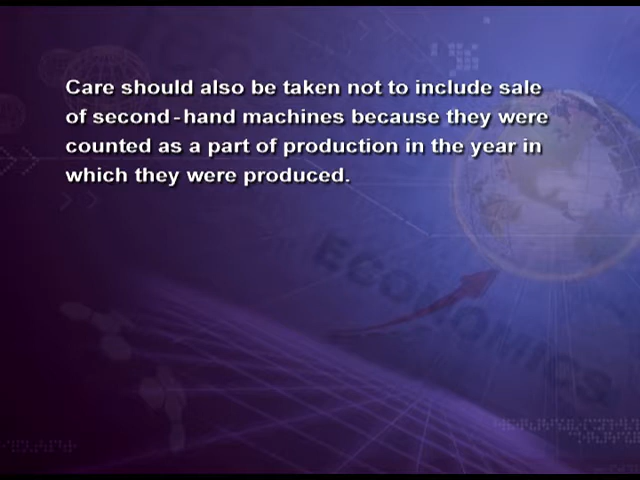 Care should also be taken not to include sale
of second-hand machines because they were
counted as a part of production in the year in
which they were produced.
ECONOMICS